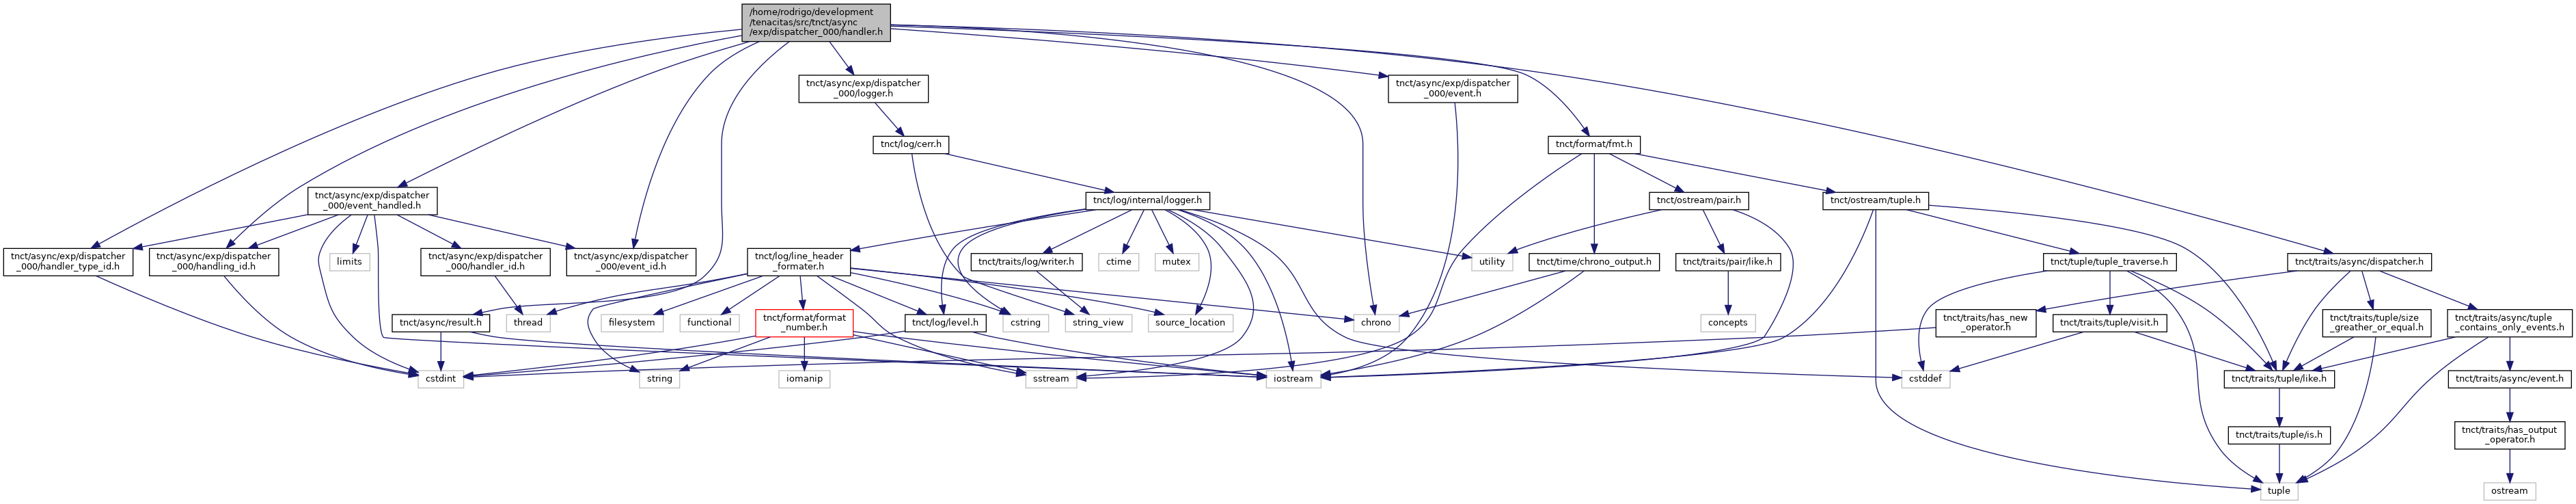 /home/rodrigo/development
/tenacitas/src/tnct/async
/exp/dispatcher_000/handler.h
tnct/async/exp/dispatcher
_000/logger.h
tnct/async/exp/dispatcher
_000/event.h
tnct/log/cerr.h
tnct/format/fmt.h
tnct/async/exp/dispatcher
_000/event_handled.h
tnct/log/internal/logger.h
tnct/ostream/pair.h
tnct/ostream/tuple.h
tnct/async/exp/dispatcher
_000/handler_type_id.h
tnct/async/exp/dispatcher
_000/handling_id.h
limits
tnct/async/exp/dispatcher
_000/handler_id.h
tnct/async/exp/dispatcher
_000/event_id.h
tnct/log/line_header
_formater.h
tnct/traits/log/writer.h
ctime
mutex
utility
tnct/time/chrono_output.h
tnct/traits/pair/like.h
tnct/tuple/tuple_traverse.h
tnct/traits/async/dispatcher.h
tnct/async/result.h
thread
filesystem
functional
tnct/format/format
_number.h
tnct/log/level.h
cstring
string_view
source_location
chrono
concepts
tnct/traits/has_new
_operator.h
tnct/traits/tuple/visit.h
tnct/traits/tuple/size
_greather_or_equal.h
tnct/traits/async/tuple
_contains_only_events.h
cstdint
string
iomanip
sstream
iostream
cstddef
tnct/traits/tuple/like.h
tnct/traits/async/event.h
tnct/traits/tuple/is.h
tnct/traits/has_output
_operator.h
tuple
ostream